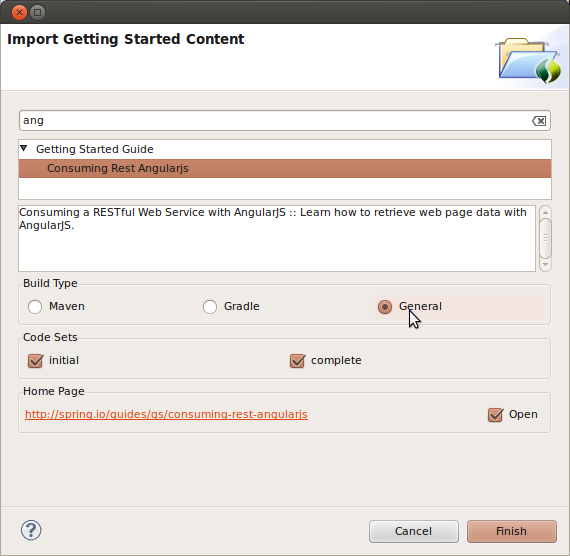 Import Getting Started Content
ang
Getting Started Guide
Consuming Rest Angularjs
Consuming a RESTful Web Service with AngularJS :: Learn how to retrieve web page data with
AngularJS.
Build Type
Maven Gradle General
Code Sets
initial complete
Home Page
http://spring.io/guides/gs/consuming-rest-angularjs Open
? Cancel Finish